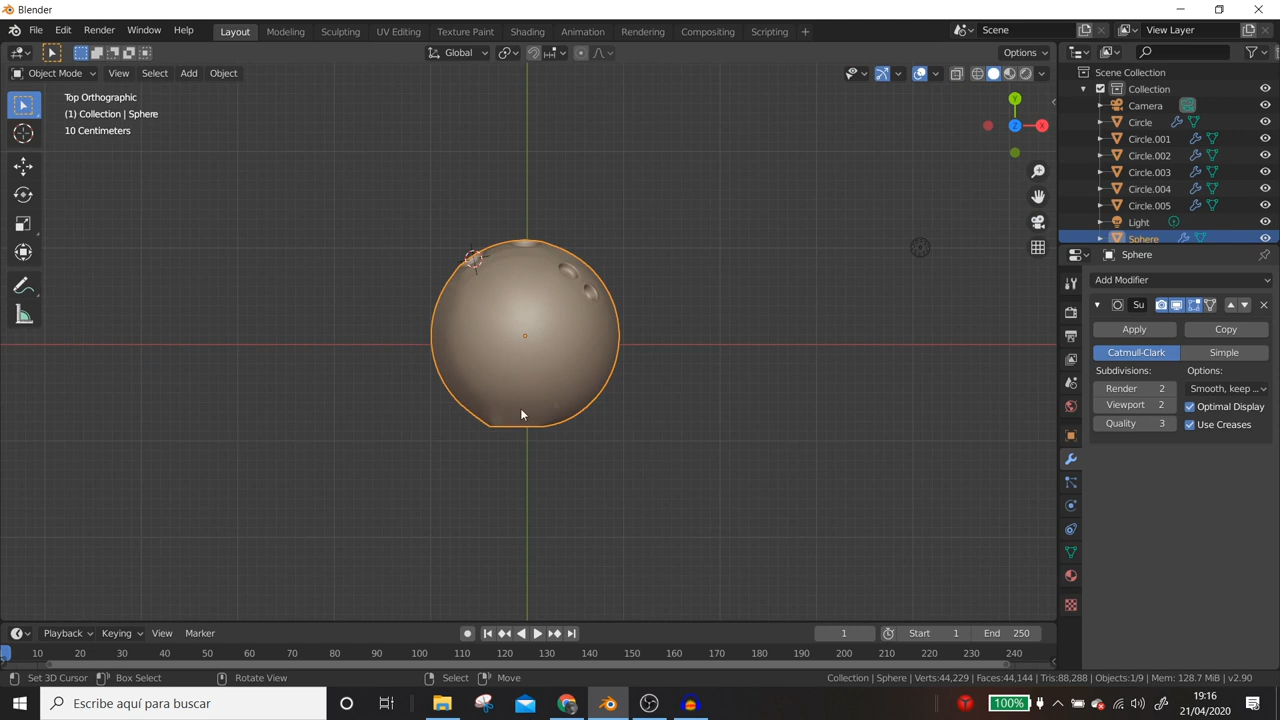 Blender
File Edit Render Window Help Layout Modeling Sculpting UV Editing Texture Paint Shading Animation Rendering Compositing Scripting + Scene View Layer
Global Options
Object Mode View Select Add Object
Top Orthographic
(1) Collection | Sphere
10 Centimeters
Y
Z X
Scene Collection
Collection
Camera
Circle
Circle.001
Circle.002
Circle.003
Circle.004
Circle.005
Light
Sphere
Sphere
Add Modifier
Su
Apply Copy
Catmull-Clark Simple
Subdivisions: Options:
Render 2 Smooth, keep ...
Viewport 2 Optimal Display
Quality 3 Use Creases
Playback Keying View Marker 1 Start 1 End 250
10 20 30 40 50 60 70 80 90 100 110 120 130 140 150 160 170 180 190 200 210 220 230 240
Set 3D Cursor Box Select Rotate View Select Move Collection | Sphere | Verts:44,229 | Faces:44,144 | Tris:88,288 | Objects:1/9 | Mem: 128.7 MiB | v2.90
Escribe aquí para buscar 100% 19:16
21/04/2020